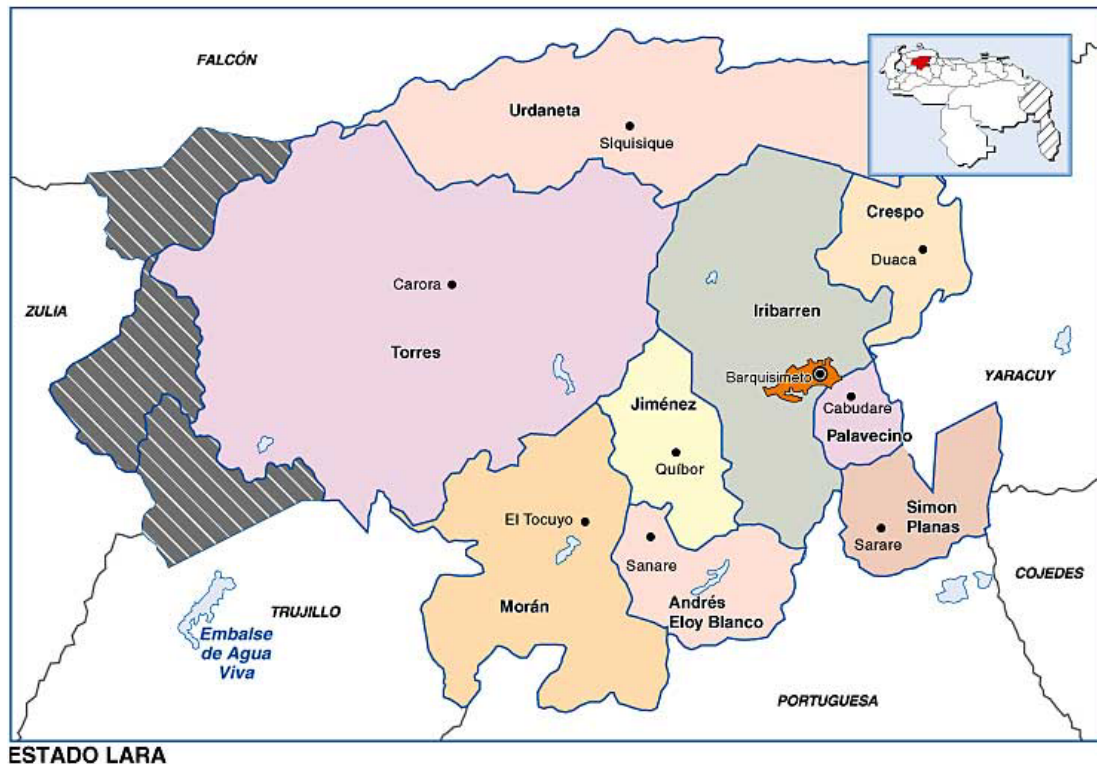 FALCÓN
Urdaneta
Siquisique
Crespo
Duaca
Carora
ZULIA
Iribarren
Torres
Barquisimeto
YARACUY
Cabudare
Jiménez
Palavecino
Quíbor
Simon
Planas
El Tocuyo
Sarare
Sanare
COJEDES
Morán
Andrés
Eloy Blanco
TRUJILLO
Embalse
de Agua
Viva
PORTUGUESA
ESTADO LARA